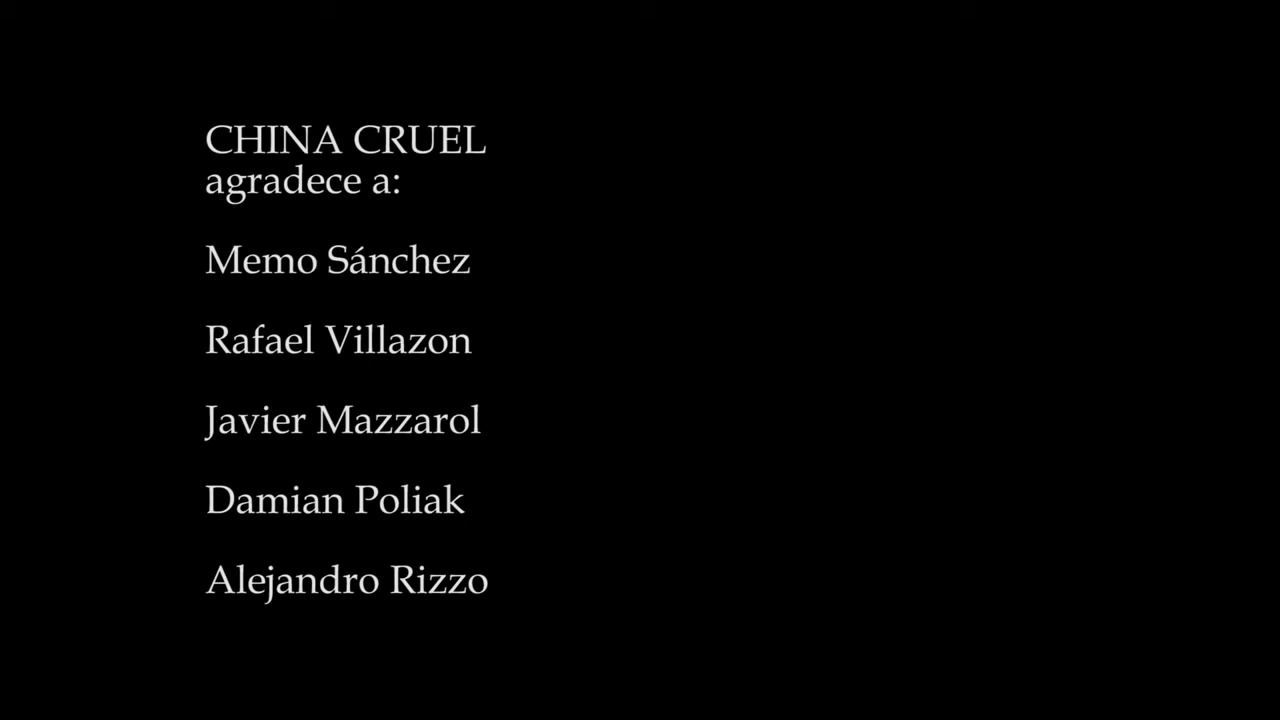 CHINA CRUEL
agradece a:
Memo Sánchez
Rafael Villazon
Javier Mazzarol
Damian Poliak
Alejandro Rizzo